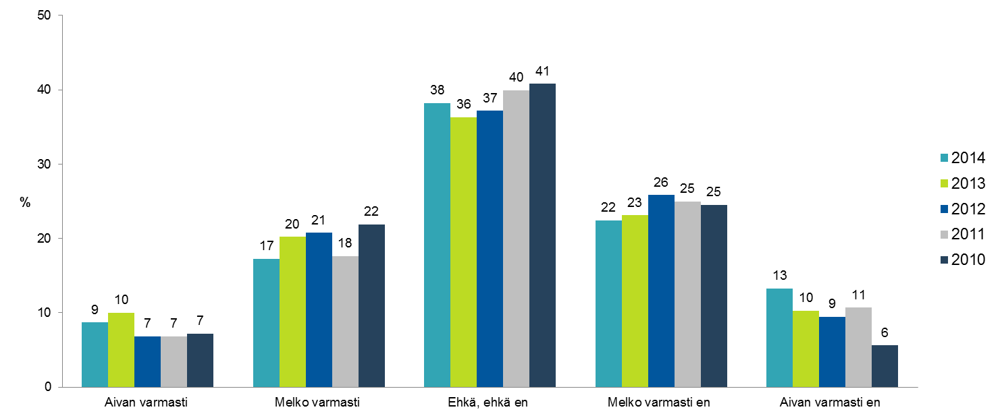 50
40
30
20
10
0
%
9 10 7 7 7
17 20 21 18 22
38 36 37 40 41
22 23 26 25 25
13 10 9 11 6
Aivan varmasti
Melko varmasti
Ehkä, ehkä en
Melko varmasti en
Aivan varmasti en
2014
2013
2012
2011
2010